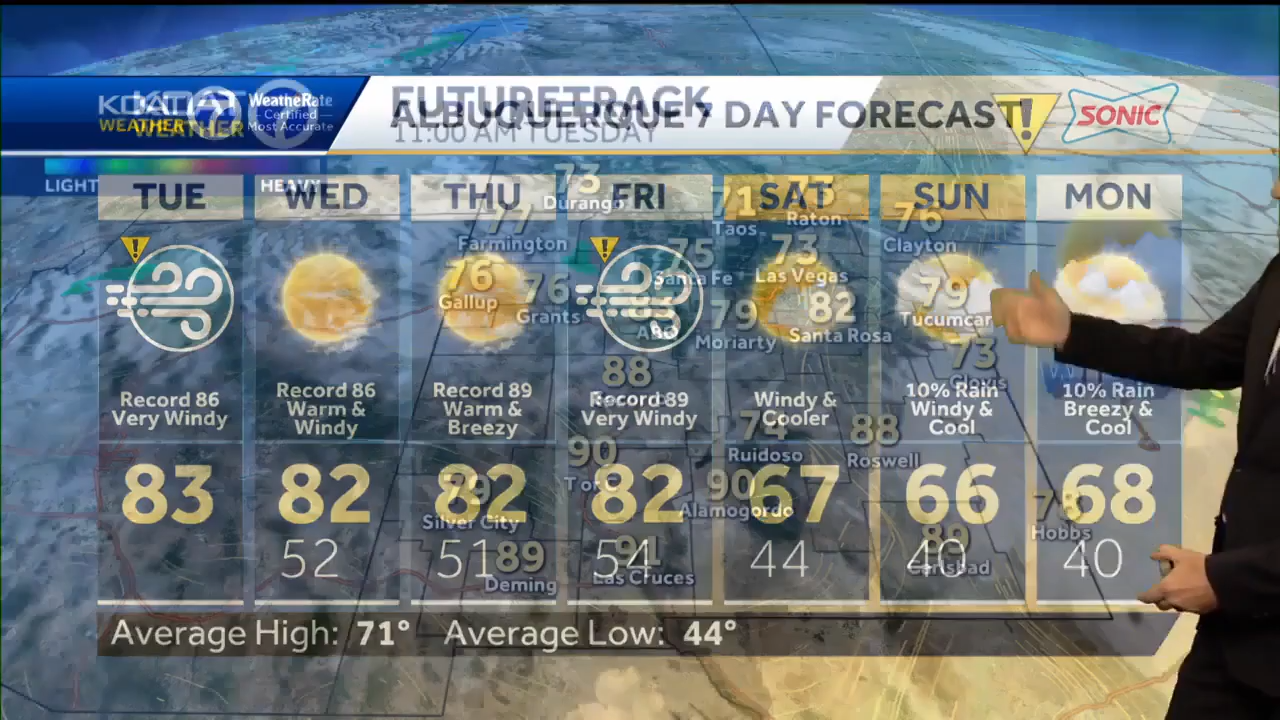 KOAT 7
WEATHER
WeatheRate
Certified
Most Accurate
FUTURETRACK
11:00 AM TUESDAY
ALBUQUERQUE 7 DAY FORECAST
SONIC
LIGHT
HEAVY
TUE WED THU FRI SAT SUN MON
73
Durango
77
Farmington
71
Taos
73
Raton
76
Clayton
76
Gallup
76
Grants
75
Santa Fe
73
Las Vegas
ABQ
79
Moriarty
82
Santa Rosa
79
Tucumcari
73
Clovis
88
Record 86
Very Windy
Record 86
Warm &
Windy
Record 89
Warm &
Breezy
Record 89
Very Windy
Windy &
Cooler
10% Rain
Windy &
Cool
10% Rain
Breezy &
Cool
90
74
Ruidoso
88
Roswell
83 82 82 82 67 66 68
79
Silver City
90
Alamogordo
Hobbs
52 51 54 44 40 40
89
Deming
91
Las Cruces
89
Carlsbad
Average High: 71° Average Low: 44°